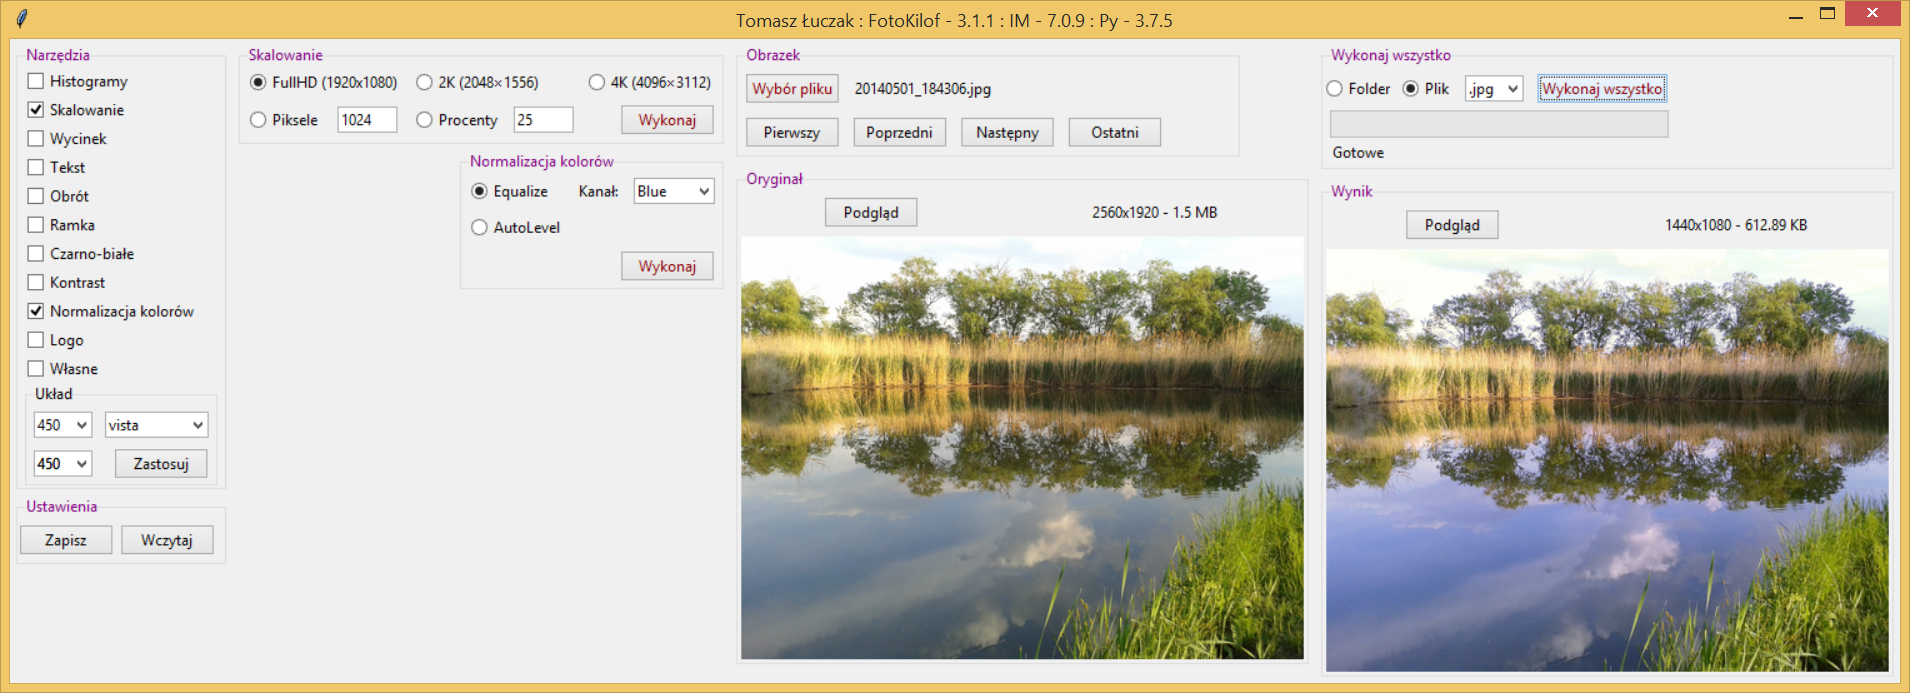 Tomasz Łuczak : FotoKilof - 3.1.1 : IM - 7.0.9 : Py - 3.7.5
Narzędzia
Histogramy
Skalowanie
Wycinek
Tekst
Obrót
Ramka
Czarno-białe
Kontrast
Normalizacja kolorów
Logo
Własne
Układ
450 vista
450 Zastosuj
Ustawienia
Zapisz Wczytaj
Skalowanie
FullHD (1920x1080) 2K (2048×1556) 4K (4096×3112)
Piksele 1024 Procenty 25 Wykonaj
Normalizacja kolorów
Equalize Kanał: Blue
AutoLevel
Wykonaj
Obrazek
Wybór pliku 20140501_184306.jpg
Pierwszy Poprzedni Następny Ostatni
Oryginał
Podgląd 2560x1920 - 1.5 MB
Wykonaj wszystko
Folder Plik .jpg Wykonaj wszystko
Gotowe
Wynik
Podgląd 1440x1080 - 612.89 KB